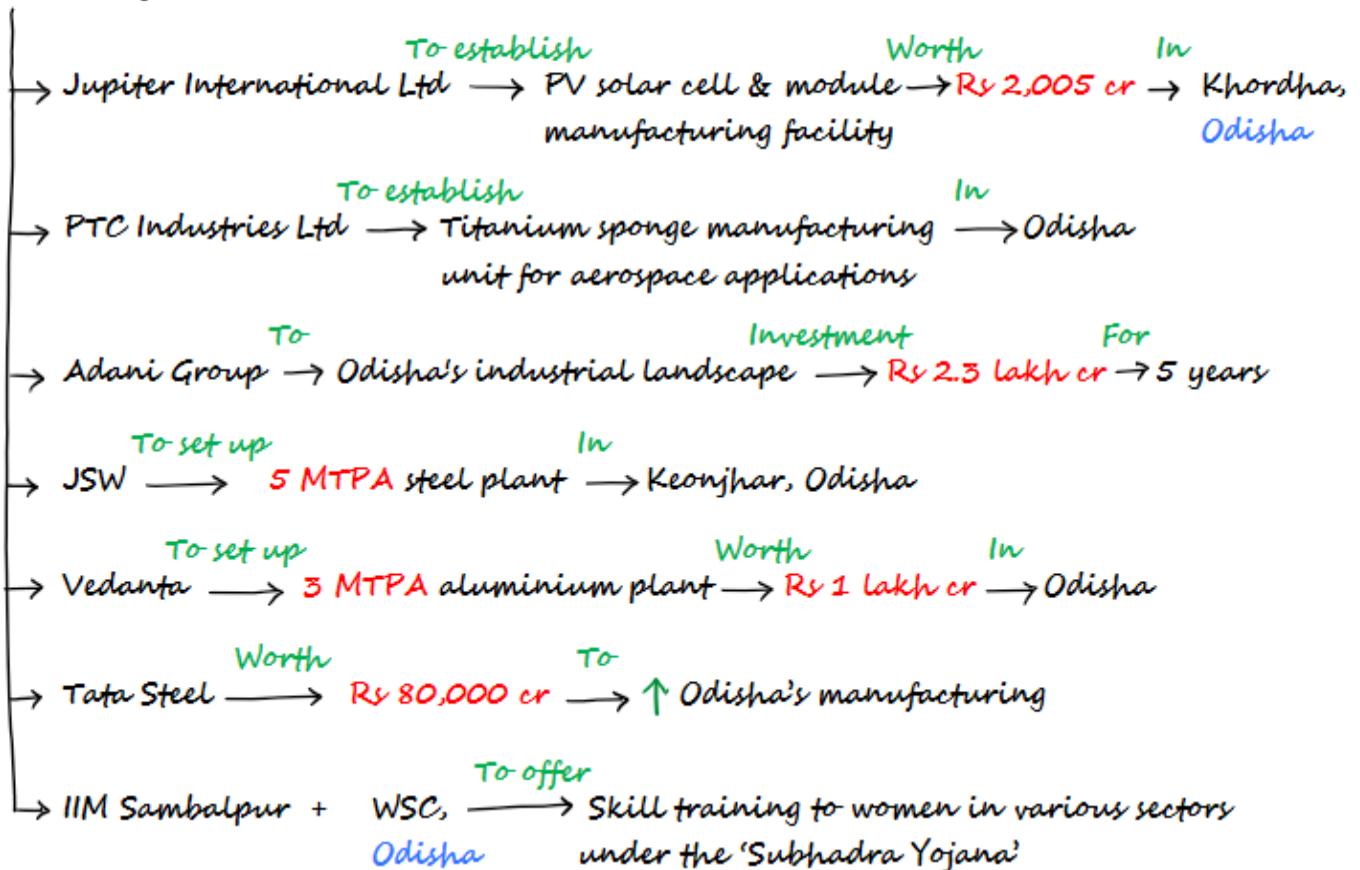 To establish Worth In
→ Jupiter International Ltd → PV solar cell & module → Rs 2,005 cr → Khordha,
manufacturing facility Odisha
To establish In
→ PTC Industries Ltd → Titanium sponge manufacturing → Odisha
unit for aerospace applications
To Investment For
→ Adani Group → Odisha's industrial landscape → Rs 2.3 lakh cr → 5 years
To set up In
→ JSW → 5 MTPA steel plant → Keonjhar, Odisha
To set up Worth In
→ Vedanta → 3 MTPA aluminium plant → Rs 1 lakh cr → Odisha
Worth To
→ Tata Steel → Rs 80,000 cr → ↑ Odisha's manufacturing
To offer
→ IIM Sambalpur + WSC, → Skill training to women in various sectors
Odisha under the 'Subhadra Yojana'